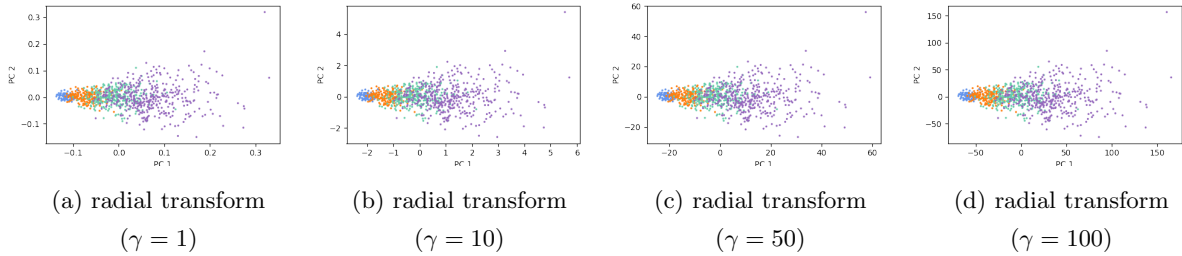 0.3
0.2
0.1
0.0
−0.1
PC 2
−0.1
0.0
0.1
0.2
0.3
PC 1
4
2
0
−2
PC 2
−2
−1
0
1
2
3
4
5
6
PC 1
60
40
20
0
−20
PC 2
−20
0
20
40
60
PC 1
150
100
50
0
−50
PC 2
−50
0
50
100
150
PC 1
(a) radial transform
(γ = 1)
(b) radial transform
(γ = 10)
(c) radial transform
(γ = 50)
(d) radial transform
(γ = 100)